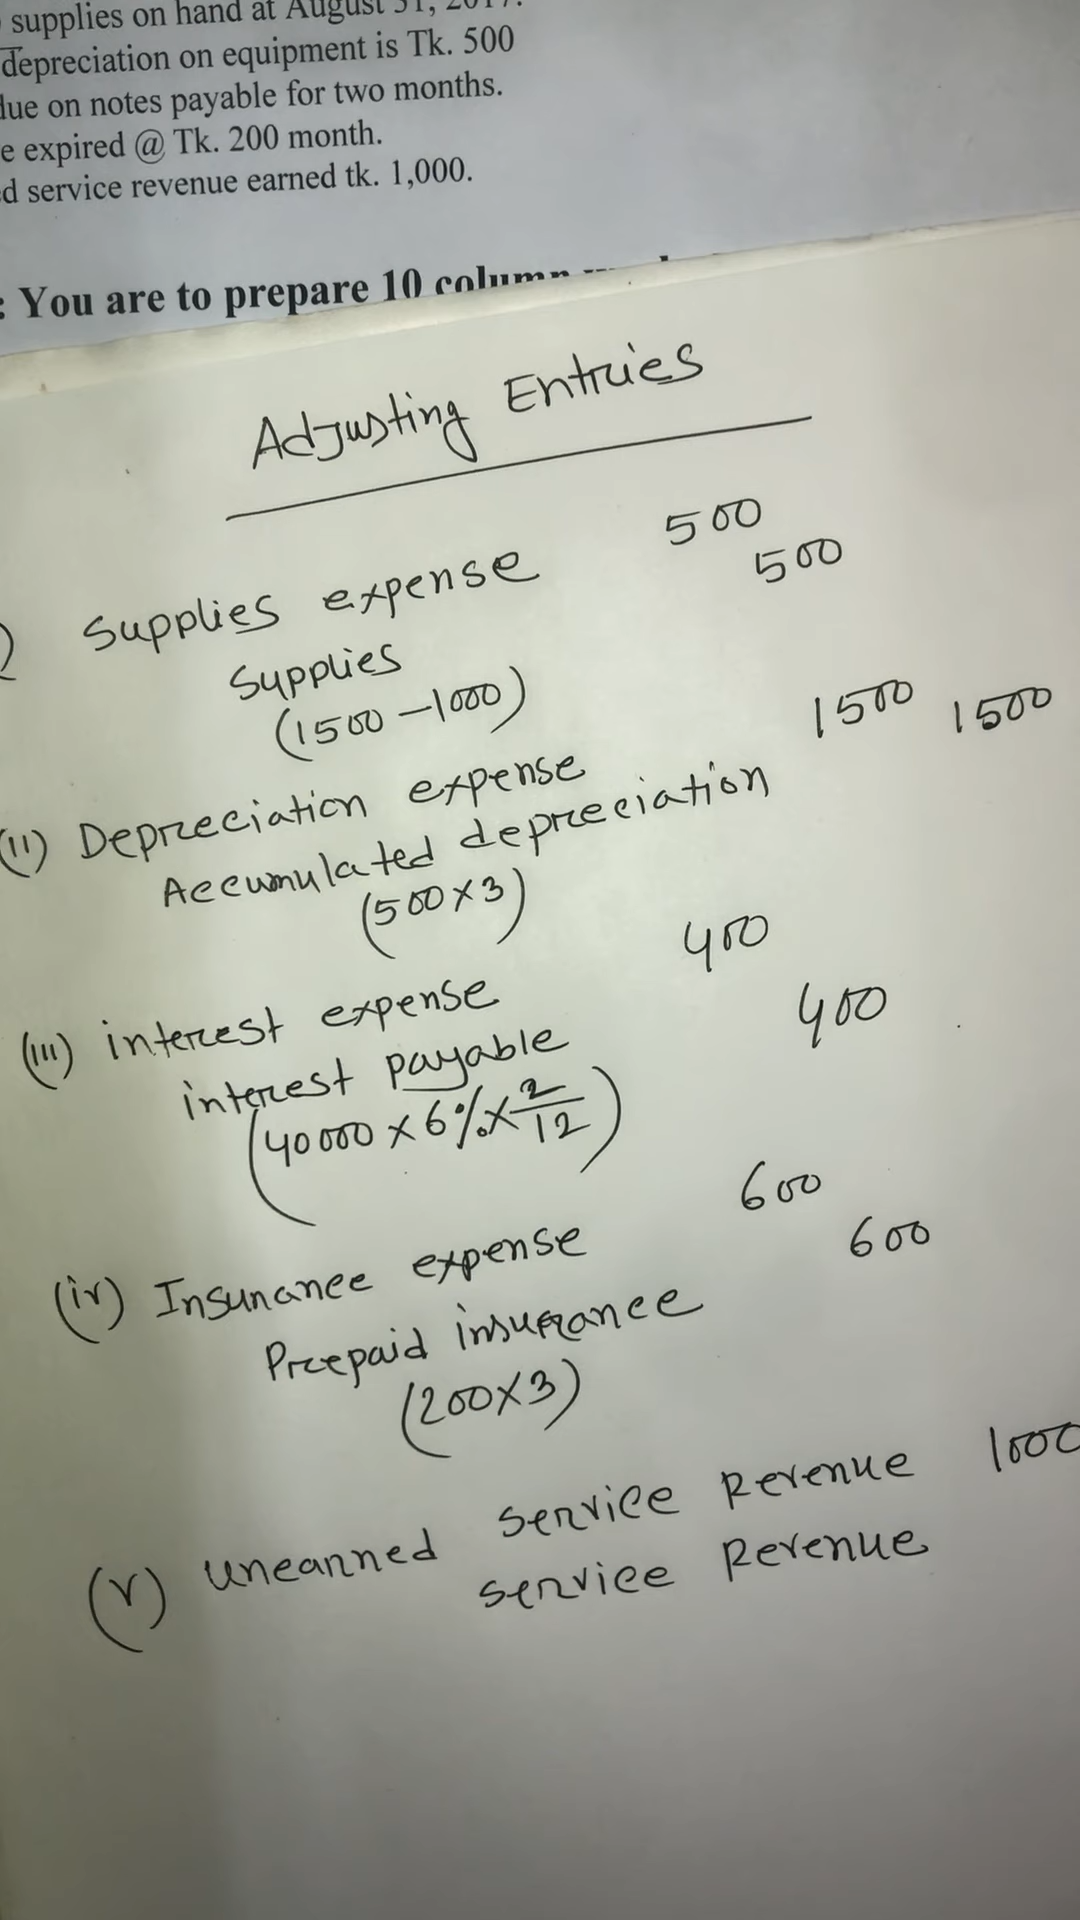 supplies on hand at August 31, 2017.
depreciation on equipment is Tk. 500
due on notes payable for two months.
e expired @ Tk. 200 month.
ed service revenue earned tk. 1,000.
: You are to prepare 10 column
Adjusting Entries
Supplies expense 500
Supplies 500
(1500-1000)
(ii) Depreciation expense 1500
Accumulated depreciation 1500
(500×3)
(iii) interest expense 400
interest payable 400
(40000 × 6% × 2/12)
(iv) Insurance expense 600
Prepaid insurance 600
(200×3)
(v) unearned service Revenue 1000
service Revenue